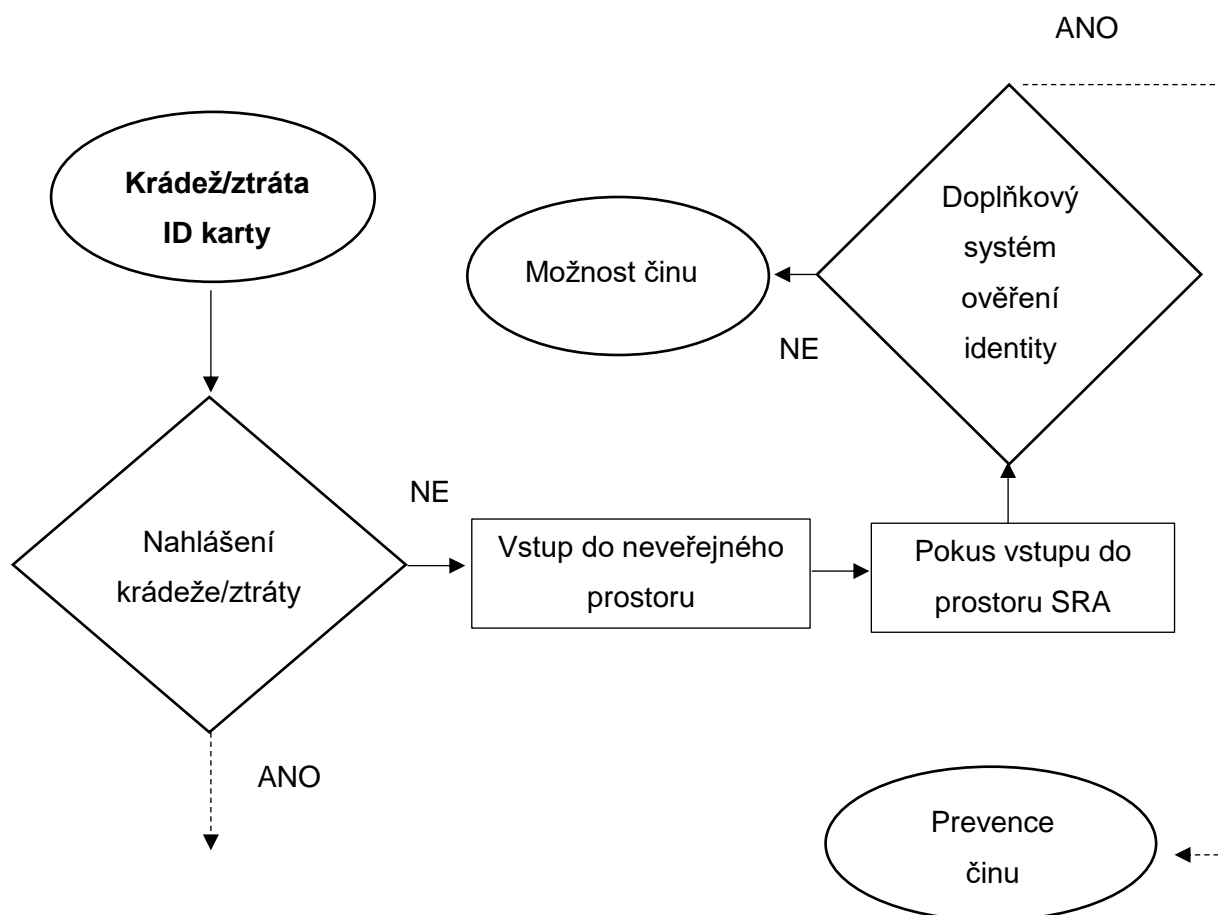 ANO
Krádež/ztráta
ID karty
Možnost činu
Doplňkový
systém
ověření
identity
NE
NE
Nahlášení
krádeže/ztráty
Vstup do neveřejného
prostoru
Pokus vstupu do
prostoru SRA
ANO
Prevence
činu